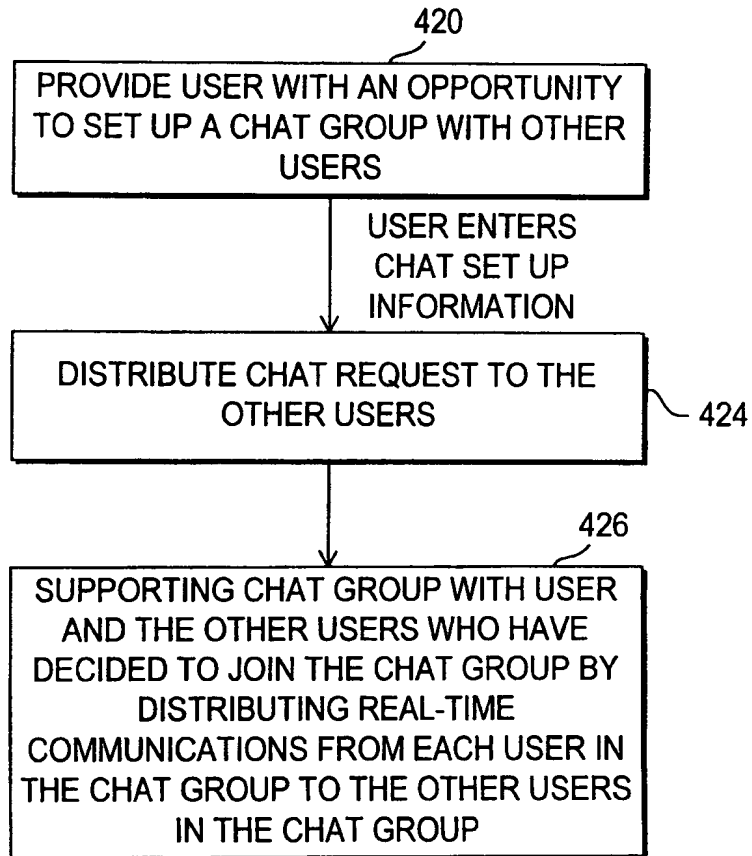 420
PROVIDE USER WITH AN OPPORTUNITY
TO SET UP A CHAT GROUP WITH OTHER
USERS
USER ENTERS
CHAT SET UP
INFORMATION
DISTRIBUTE CHAT REQUEST TO THE
OTHER USERS
424
426
SUPPORTING CHAT GROUP WITH USER
AND THE OTHER USERS WHO HAVE
DECIDED TO JOIN THE CHAT GROUP BY
DISTRIBUTING REAL-TIME
COMMUNICATIONS FROM EACH USER IN
THE CHAT GROUP TO THE OTHER USERS
IN THE CHAT GROUP